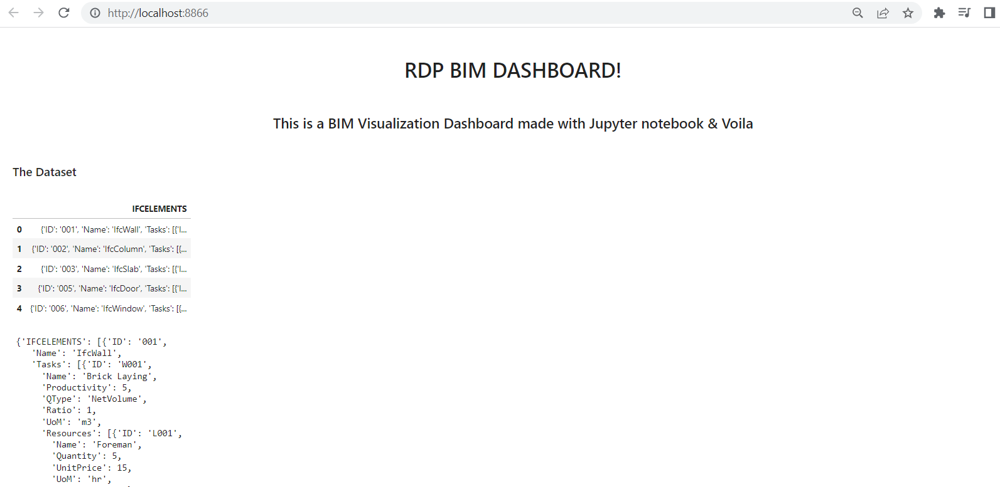 http://localhost:8866
RDP BIM DASHBOARD!
This is a BIM Visualization Dashboard made with Jupyter notebook & Voila
The Dataset
IFCELEMENTS
0 {'ID': '001', 'Name': 'IfcWall', 'Tasks': [{'I...
1 {'ID': '002', 'Name': 'IfcColumn', 'Tasks': [{...
2 {'ID': '003', 'Name': 'IfcSlab', 'Tasks': [{'I...
3 {'ID': '005', 'Name': 'IfcDoor', 'Tasks': [{'I...
4 {'ID': '006', 'Name': 'IfcWindow', 'Tasks': [{...
{'IFCELEMENTS': [{'ID': '001',
'Name': 'IfcWall',
'Tasks': [{'ID': 'W001',
'Name': 'Brick Laying',
'Productivity': 5,
'QType': 'NetVolume',
'Ratio': 1,
'UoM': 'm3',
'Resources': [{'ID': 'L001',
'Name': 'Foreman',
'Quantity': 5,
'UnitPrice': 15,
'UoM': 'hr',